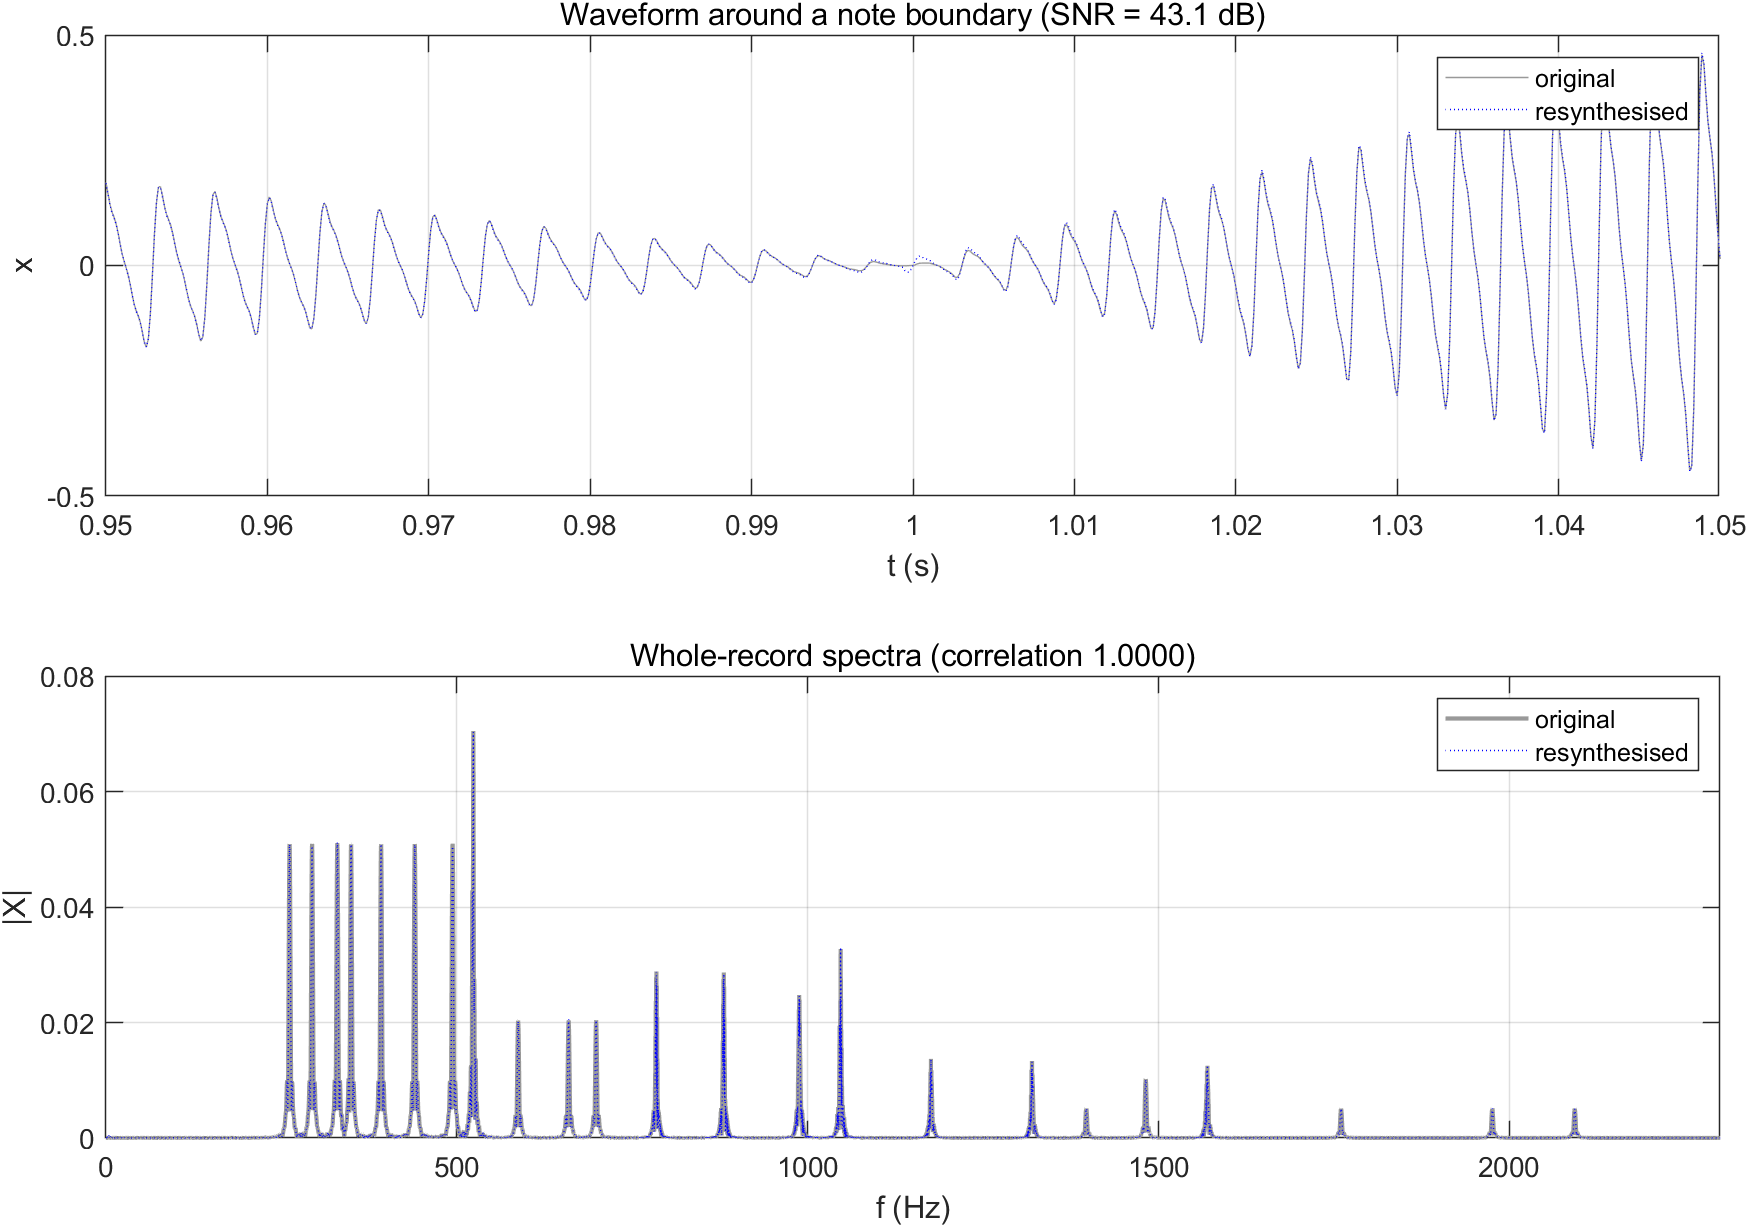 Waveform around a note boundary (SNR = 43.1 dB)
0.5
original
resynthesised
x
0
-0.5
0.95 0.96 0.97 0.98 0.99 1 1.01 1.02 1.03 1.04 1.05
t (s)
Whole-record spectra (correlation 1.0000)
0.08
original
resynthesised
0.06
|X|
0.04
0.02
0
0 500 1000 1500 2000
f (Hz)